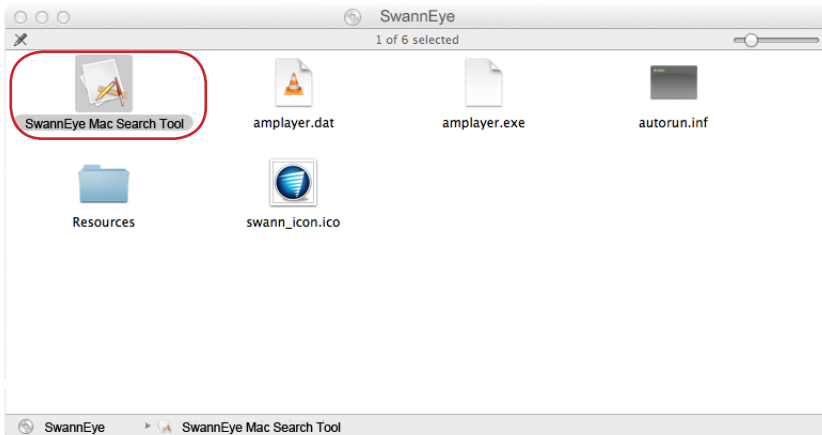 SwannEye
1 of 6 selected
SwannEye Mac Search Tool
amplayer.dat
amplayer.exe
autorun.inf
Resources
swann_icon.ico
SwannEye
SwannEye Mac Search Tool